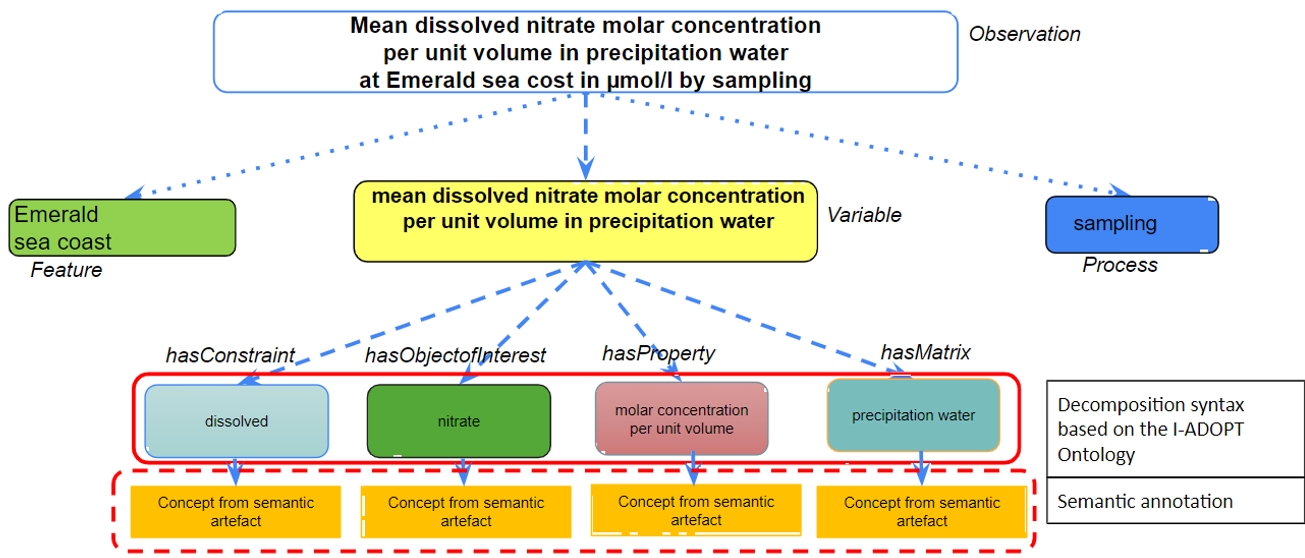 Mean dissolved nitrate molar concentration
per unit volume in precipitation water
at Emerald sea cost in µmol/l by sampling
Observation
Emerald
sea coast
Feature
mean dissolved nitrate molar concentration
per unit volume in precipitation water
Variable
sampling
Process
hasConstraint
hasObjectofInterest
hasProperty
hasMatrix
dissolved
nitrate
molar concentration
per unit volume
precipitation water
Decomposition syntax
based on the I-ADOPT
Ontology
Concept from semantic
artefact
Concept from semantic
artefact
Concept from semantic
artefact
Concept from semantic
artefact
Semantic annotation